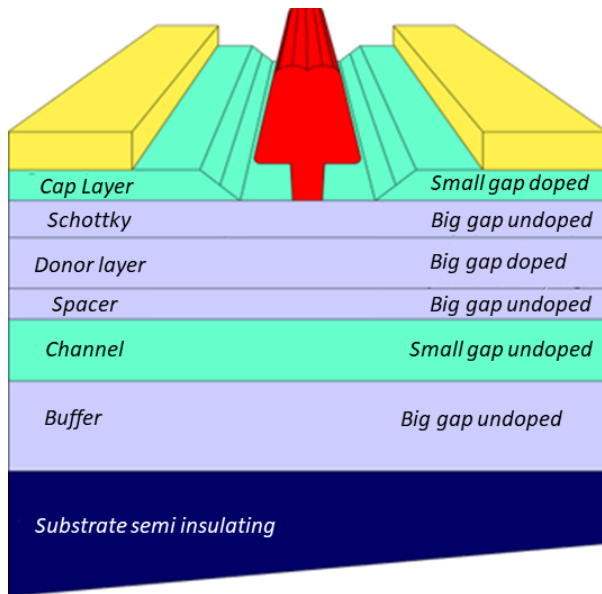 Cap Layer Small gap doped
Schottky Big gap undoped
Donor layer Big gap doped
Spacer Big gap undoped
Channel Small gap undoped
Buffer Big gap undoped
Substrate semi insulating